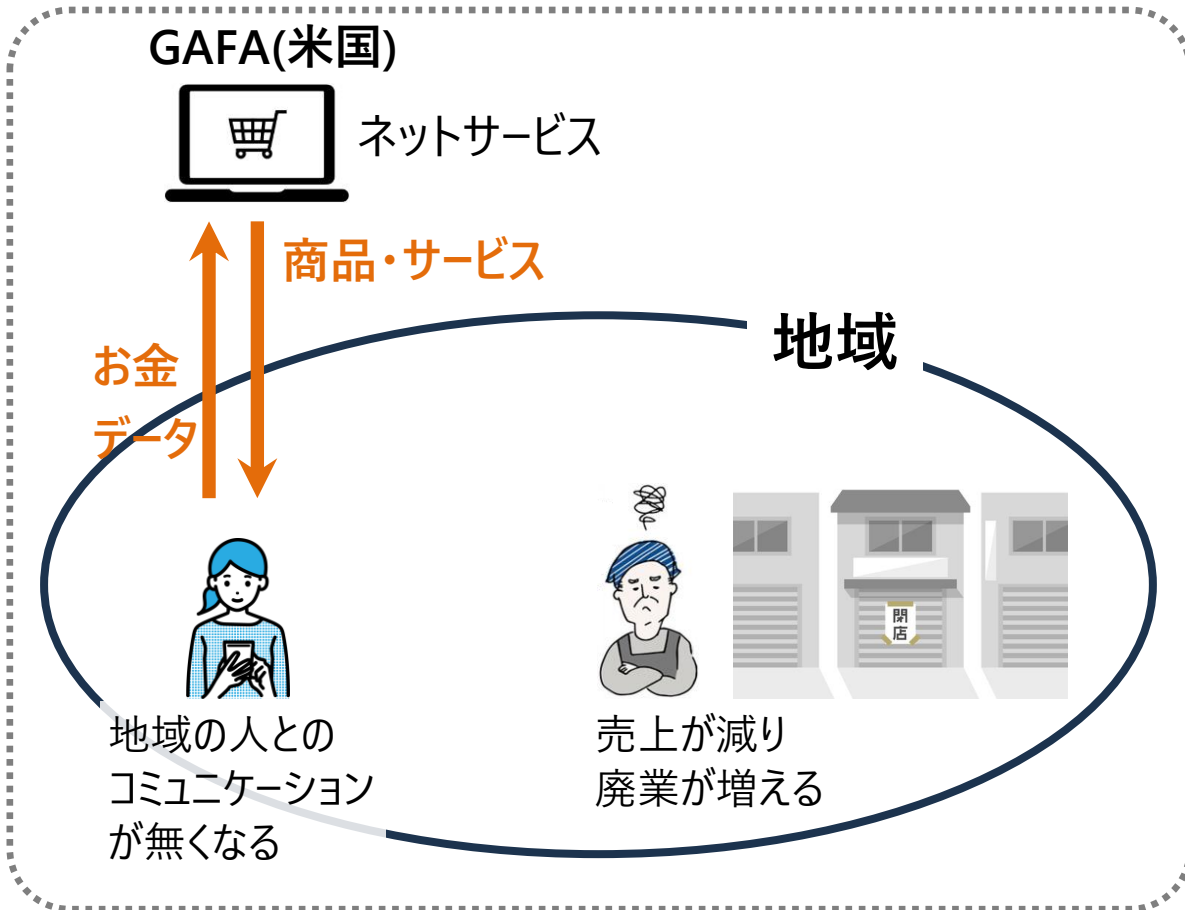 GAFA(米国)
ネットサービス
商品・サービス
お金
データ
地域
閉
店
地域の人との
コミュニケーション
が無くなる
売上が減り
廃業が増える